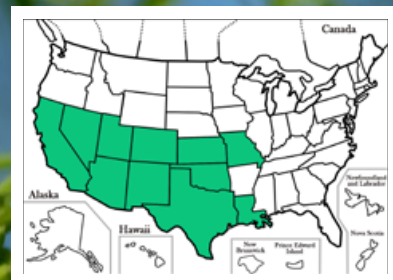 Canada
Alaska
Hawaii
New
Brunswick
Prince Edward
Island
Newfoundland
and Labrador
Nova Scotia